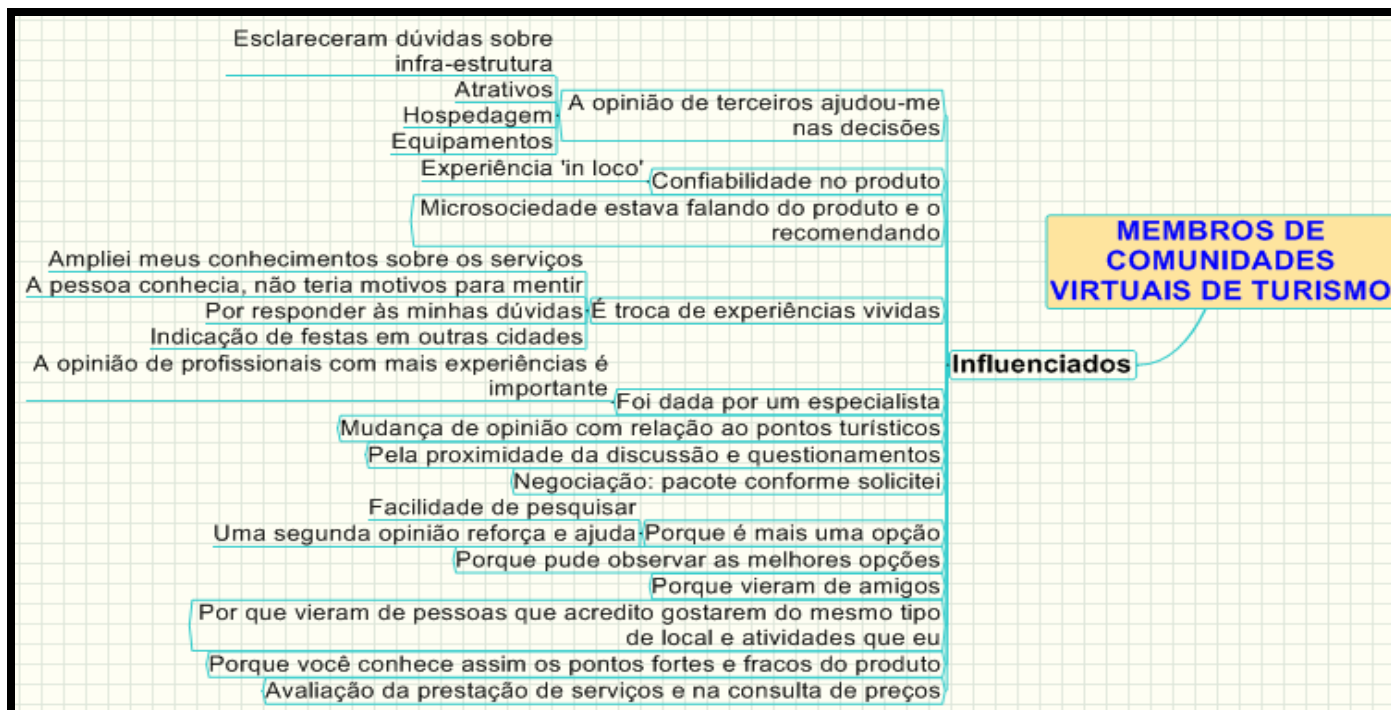 Esclareceram dúvidas sobre
infra-estrutura
Atrativos
Hospedagem
Equipamentos
A opinião de terceiros ajudou-me
nas decisões
Experiência 'in loco'
Confiabilidade no produto
Microsociedade estava falando do produto e o
recomendando
Ampliei meus conhecimentos sobre os serviços
A pessoa conhecia, não teria motivos para mentir
Por responder às minhas dúvidas
Indicação de festas em outras cidades
É troca de experiências vividas
A opinião de profissionais com mais experiências é
importante
Foi dada por um especialista
Mudança de opinião com relação ao pontos turísticos
Pela proximidade da discussão e questionamentos
Negociação: pacote conforme solicitei
Facilidade de pesquisar
Uma segunda opinião reforça e ajuda
Porque é mais uma opção
Porque pude observar as melhores opções
Porque vieram de amigos
Por que vieram de pessoas que acredito gostarem do mesmo tipo
de local e atividades que eu
Porque você conhece assim os pontos fortes e fracos do produto
Avaliação da prestação de serviços e na consulta de preços
Influenciados
MEMBROS DE
COMUNIDADES
VIRTUAIS DE TURISMO